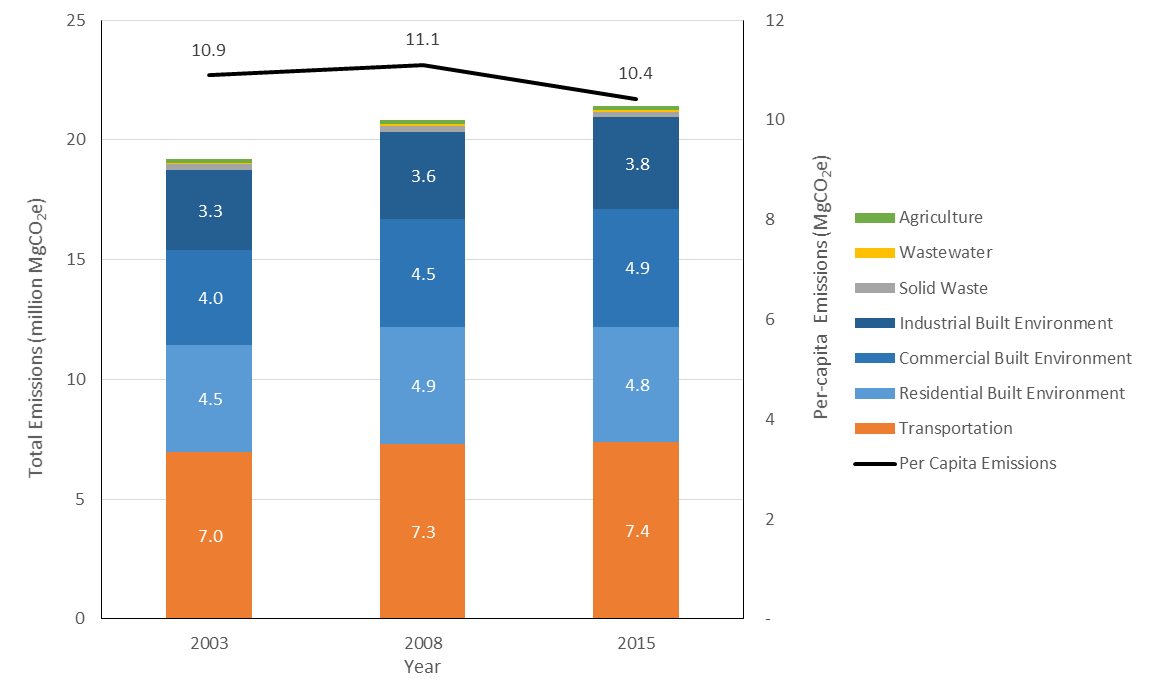 25
20
15
10
5
0
Total Emissions (million MgCO₂e)
10.9
11.1
10.4
3.3
4.0
4.5
7.0
3.6
4.5
4.9
7.3
3.8
4.9
4.8
7.4
2003
2008
2015
Year
12
10
8
6
4
2
-
Per-capita Emissions (MgCO₂e)
Agriculture
Wastewater
Solid Waste
Industrial Built Environment
Commercial Built Environment
Residential Built Environment
Transportation
Per Capita Emissions